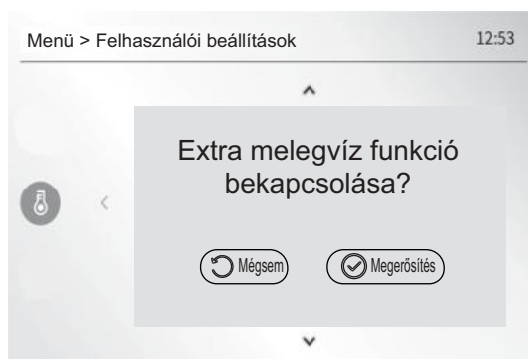 Menü > Felhasználói beállítások
12:53
Extra melegvíz funkció
bekapcsolása?
Mégsem
Megerősítés